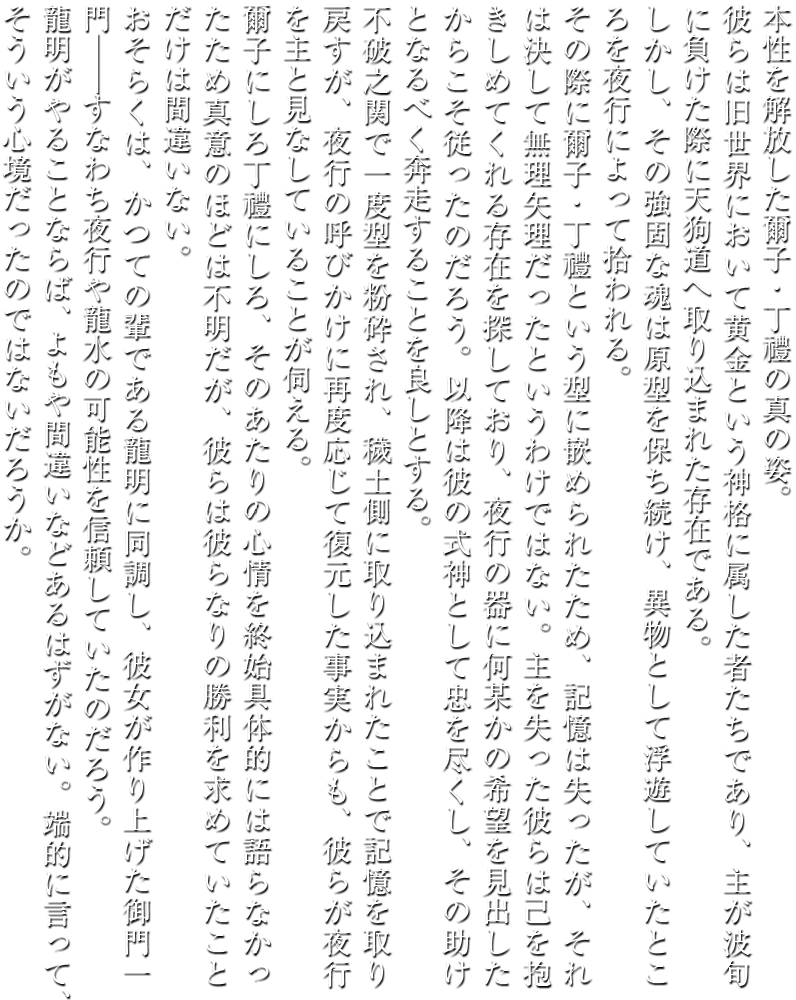 本性を解放した爾子・丁禮の真の姿。
彼らは旧世界において黄金という神格に属した者たちであり、主が波旬
に負けた際に天狗道へ取り込まれた存在である。
しかし、その強固な魂は原型を保ち続け、異物として浮遊していたとこ
ろを夜行によって拾われる。
その際に爾子・丁禮という型に嵌められたため、記憶は失ったが、それ
は決して無理矢理だったというわけではない。主を失った彼らは己を抱
きしめてくれる存在を探しており、夜行の器に何某かの希望を見出した
からこそ従ったのだろう。以降は彼の式神として忠を尽くし、その助け
となるべく奔走することを良しとする。
不破之関で一度型を粉砕され、穢土側に取り込まれたことで記憶を取り
戻すが、夜行の呼びかけに再度応じて復元した事実からも、彼らが夜行
を主と見なしていることが伺える。
爾子にしろ丁禮にしろ、そのあたりの心情を終始具体的には語らなかっ
たため真意のほどは不明だが、彼らは彼らなりの勝利を求めていたこと
だけは間違いない。
おそらくは、かつての輩である龍明に同調し、彼女が作り上げた御門一
門――すなわち夜行や龍水の可能性を信頼していたのだろう。
龍明がやることならば、よもや間違いなどあるはずがない。端的に言って、
そういう心境だったのではないだろうか。